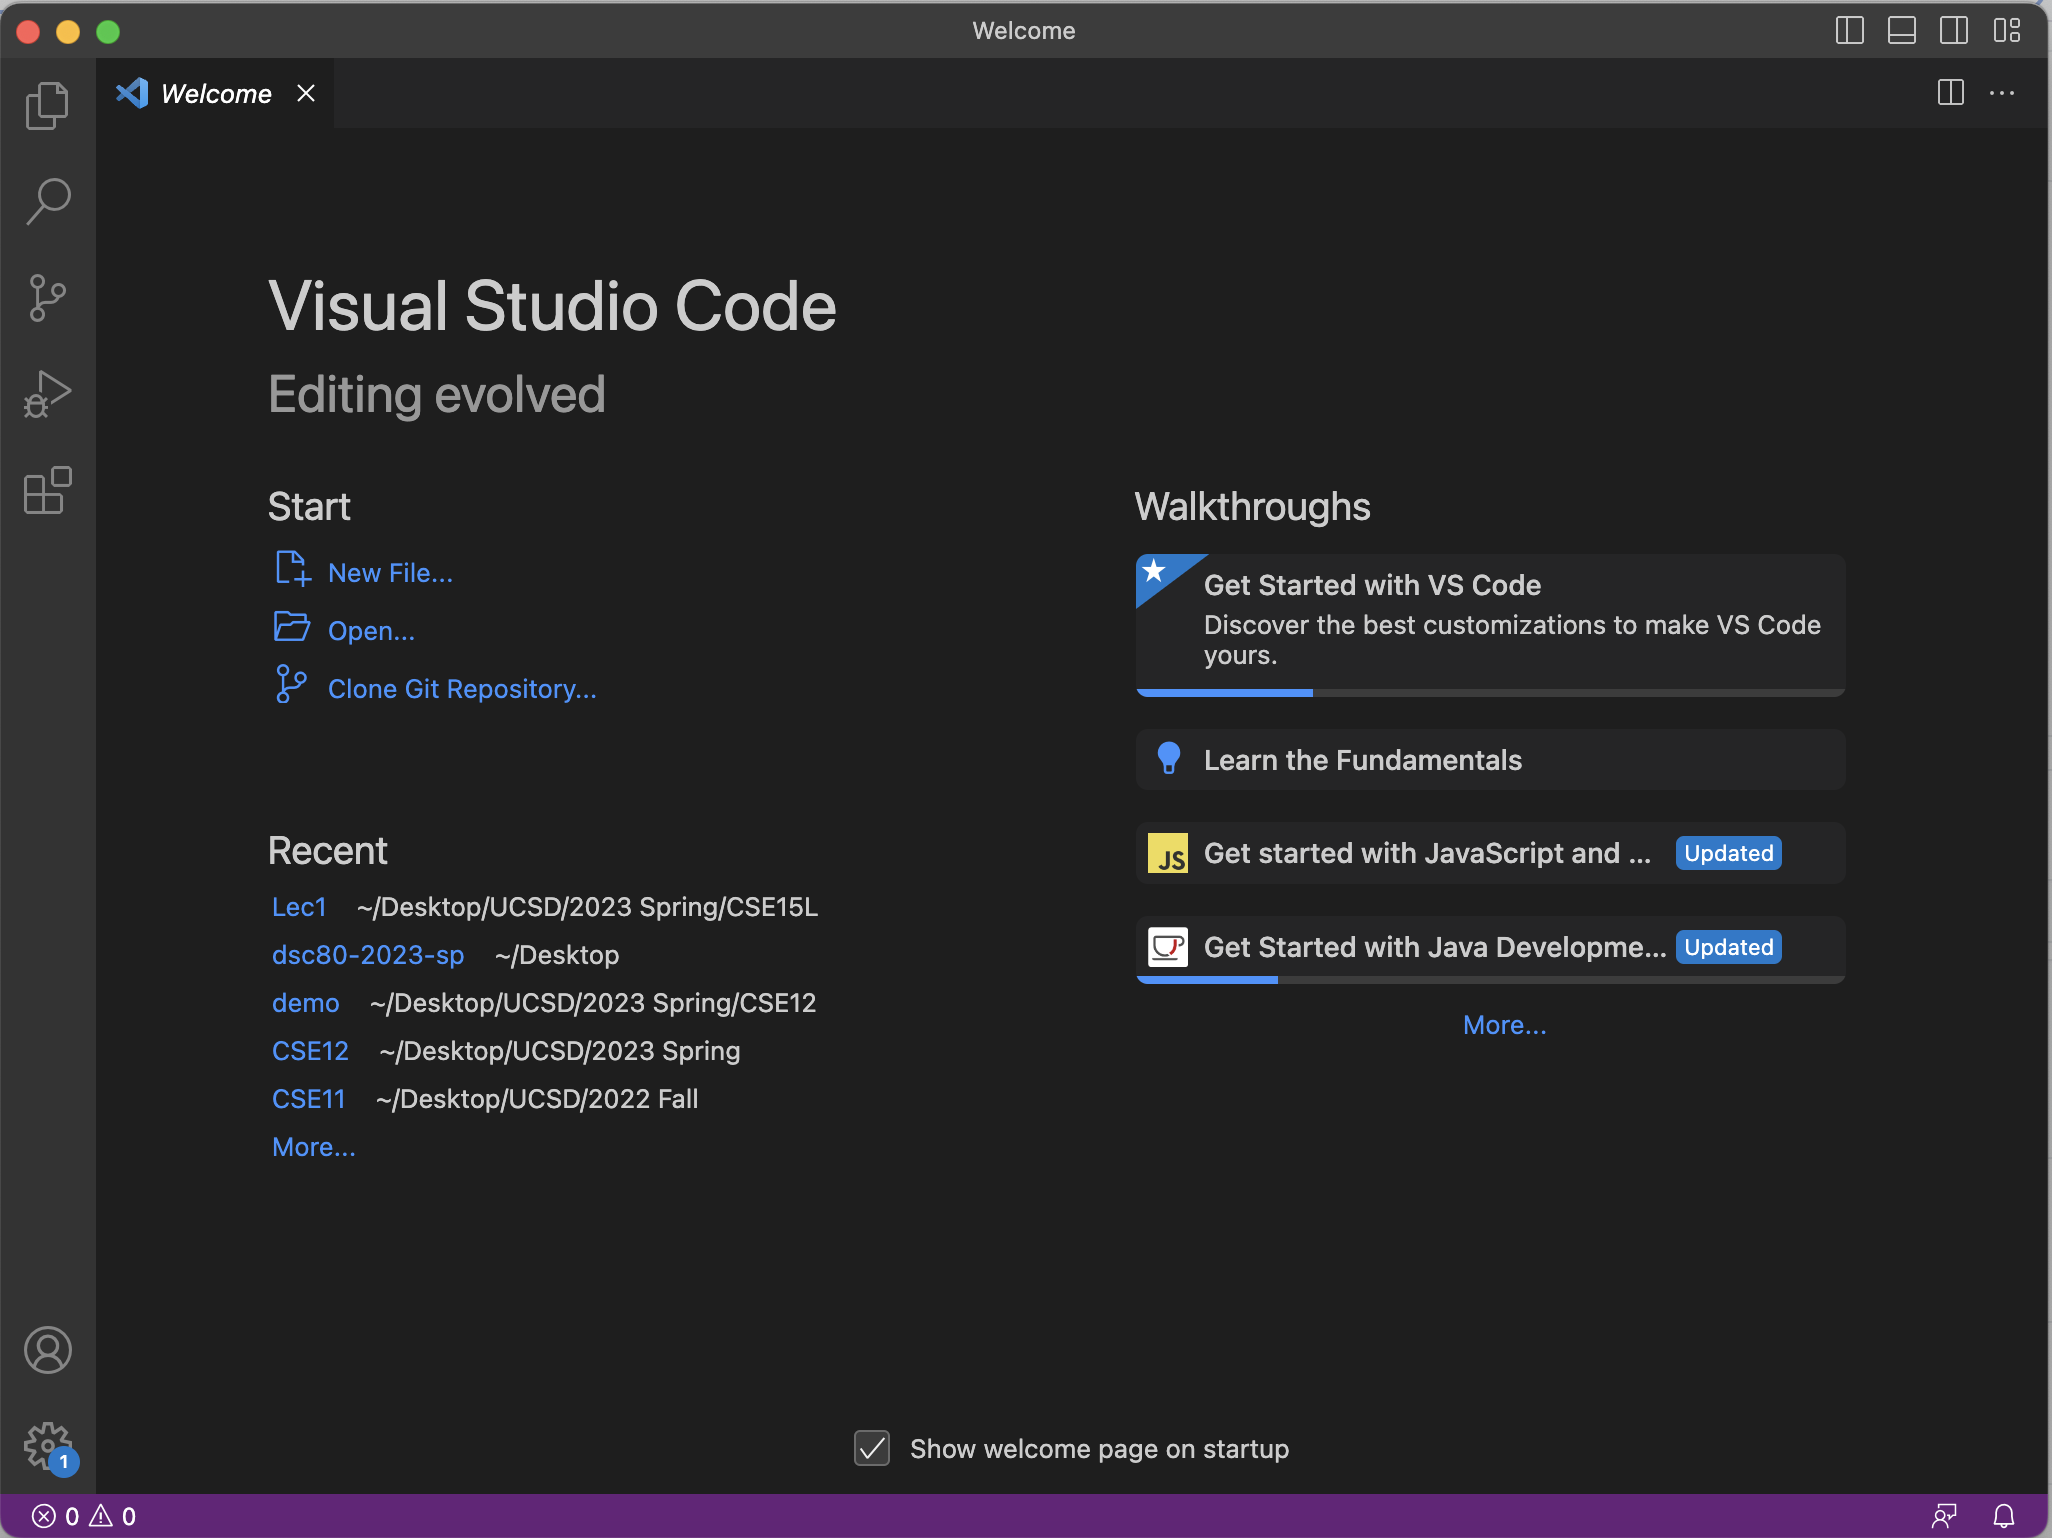 Welcome
Welcome
Visual Studio Code
Editing evolved
Start
New File...
Open...
Clone Git Repository...
Recent
Lec1 ~/Desktop/UCSD/2023 Spring/CSE15L
dsc80-2023-sp ~/Desktop
demo ~/Desktop/UCSD/2023 Spring/CSE12
CSE12 ~/Desktop/UCSD/2023 Spring
CSE11 ~/Desktop/UCSD/2022 Fall
More...
Walkthroughs
Get Started with VS Code
Discover the best customizations to make VS Code
yours.
Learn the Fundamentals
JS Get started with JavaScript and ... Updated
Get Started with Java Developme... Updated
More...
Show welcome page on startup
1
0 0